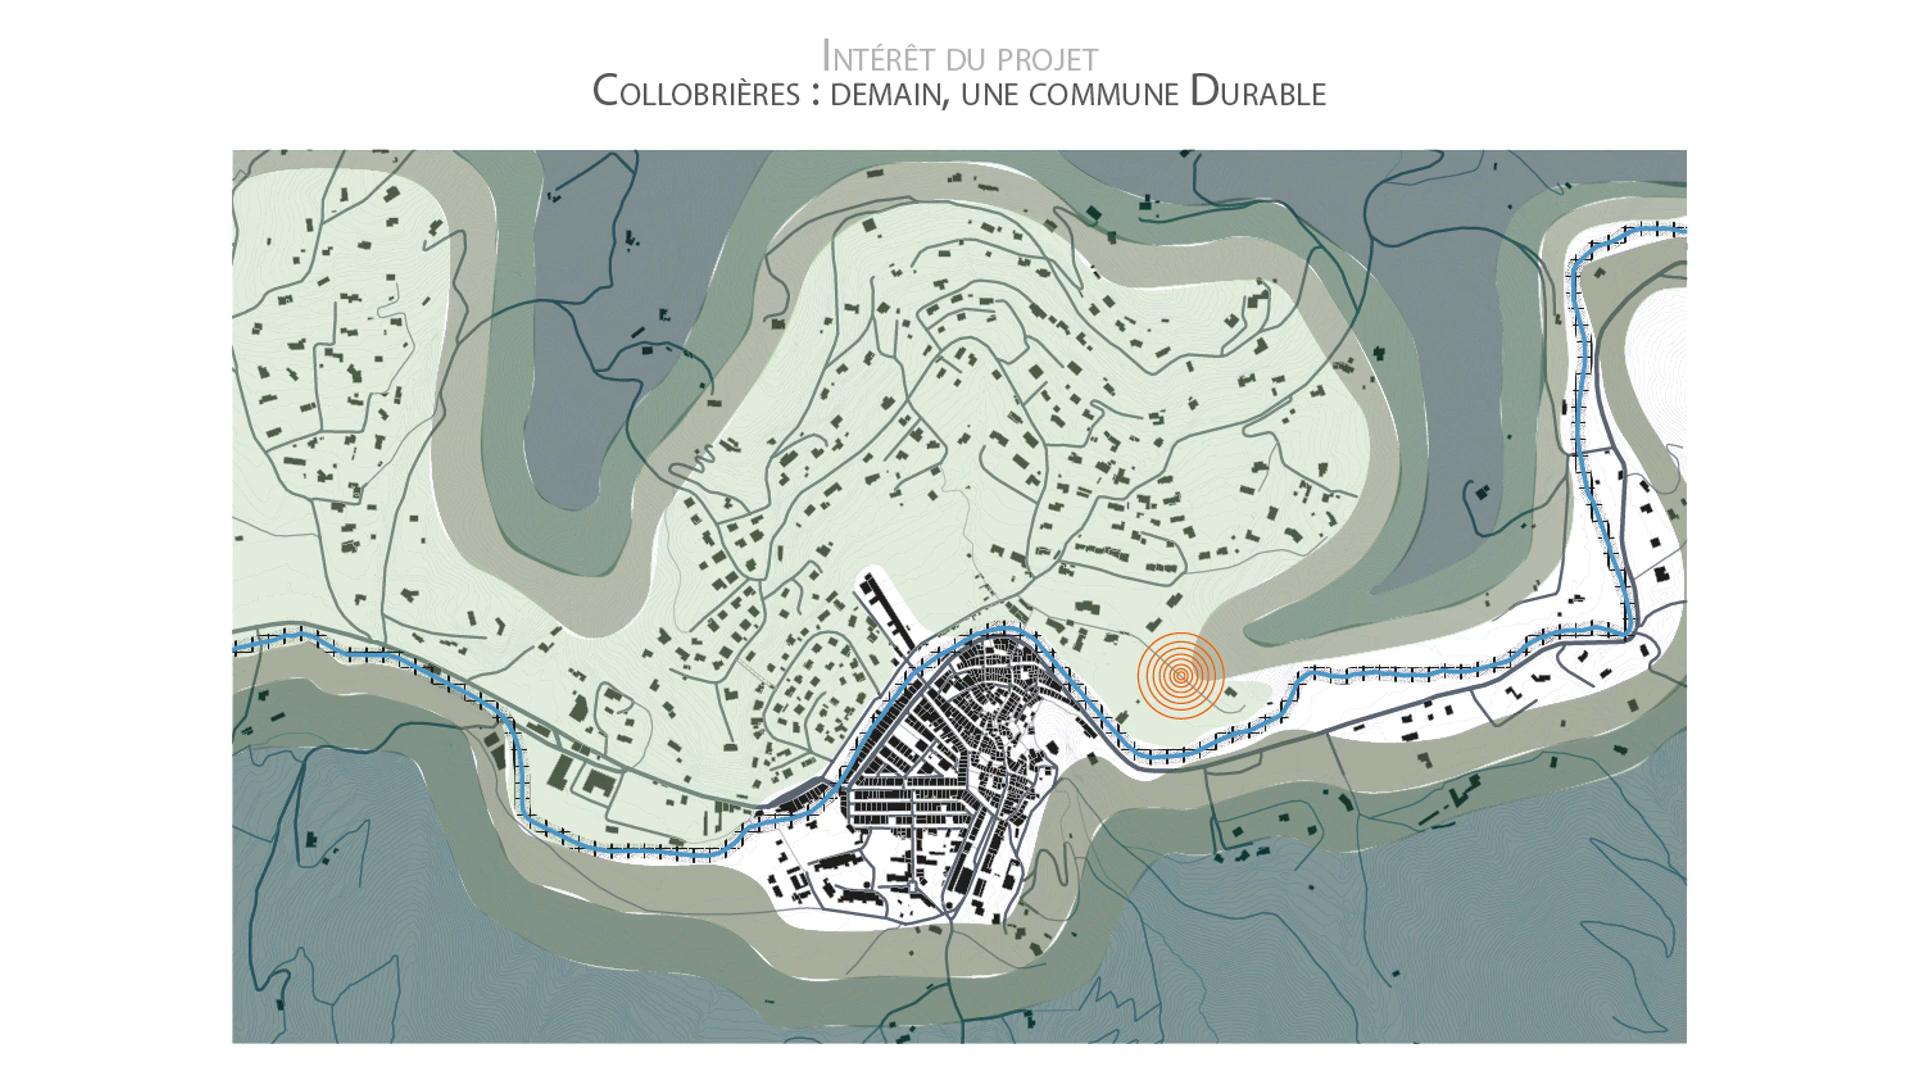 Intérêt du projet
Collobrières : demain, une commune Durable